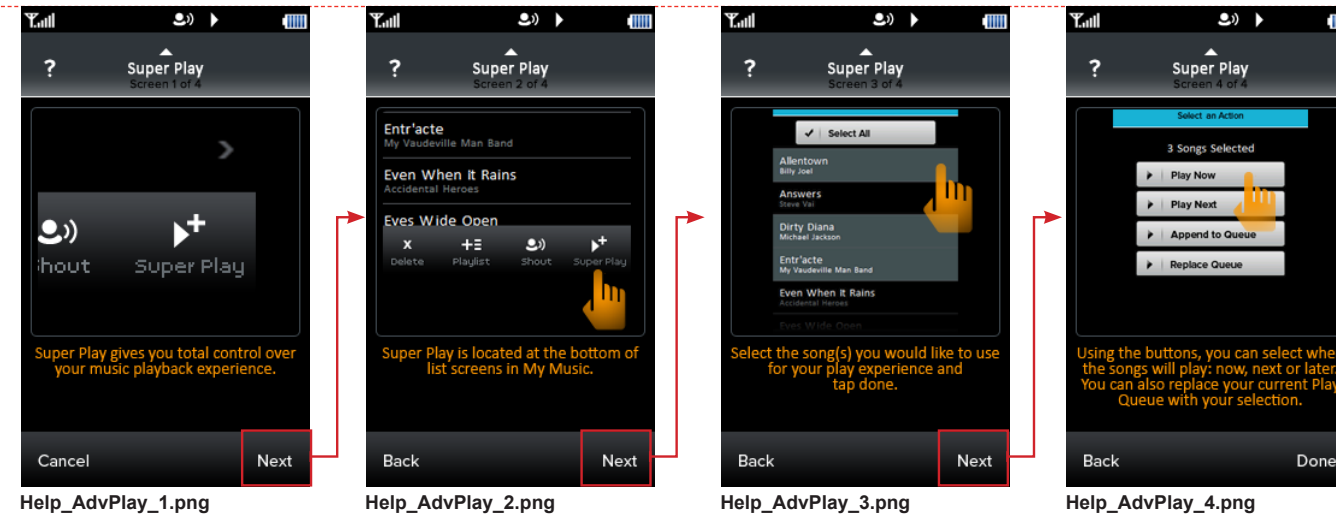 ?
Super Play
Screen 1 of 4
Shout
Super Play
Super Play gives you total control over
your music playback experience.
Cancel
Next
Help_AdvPlay_1.png
?
Super Play
Screen 2 of 4
Entr'acte
My Vaudeville Man Band
Even When It Rains
Accidental Heroes
Eyes Wide Open
x
Delete
Playlist
Shout
Super Play
Super Play is located at the bottom of
list screens in My Music.
Back
Next
Help_AdvPlay_2.png
?
Super Play
Screen 3 of 4
Select All
Allentown
Billy Joel
Answers
Steve Vai
Dirty Diana
Michael Jackson
Entr'acte
My Vaudeville Man Band
Even When It Rains
Accidental Heroes
Eyes Wide Open
Select the song(s) you would like to use
for your play experience and
tap done.
Back
Next
Help_AdvPlay_3.png
?
Super Play
Screen 4 of 4
Select an Action
3 Songs Selected
Play Now
Play Next
Append to Queue
Replace Queue
Using the buttons, you can select when
the songs will play: now, next or later.
You can also replace your current Play
Queue with your selection.
Back
Done
Help_AdvPlay_4.png